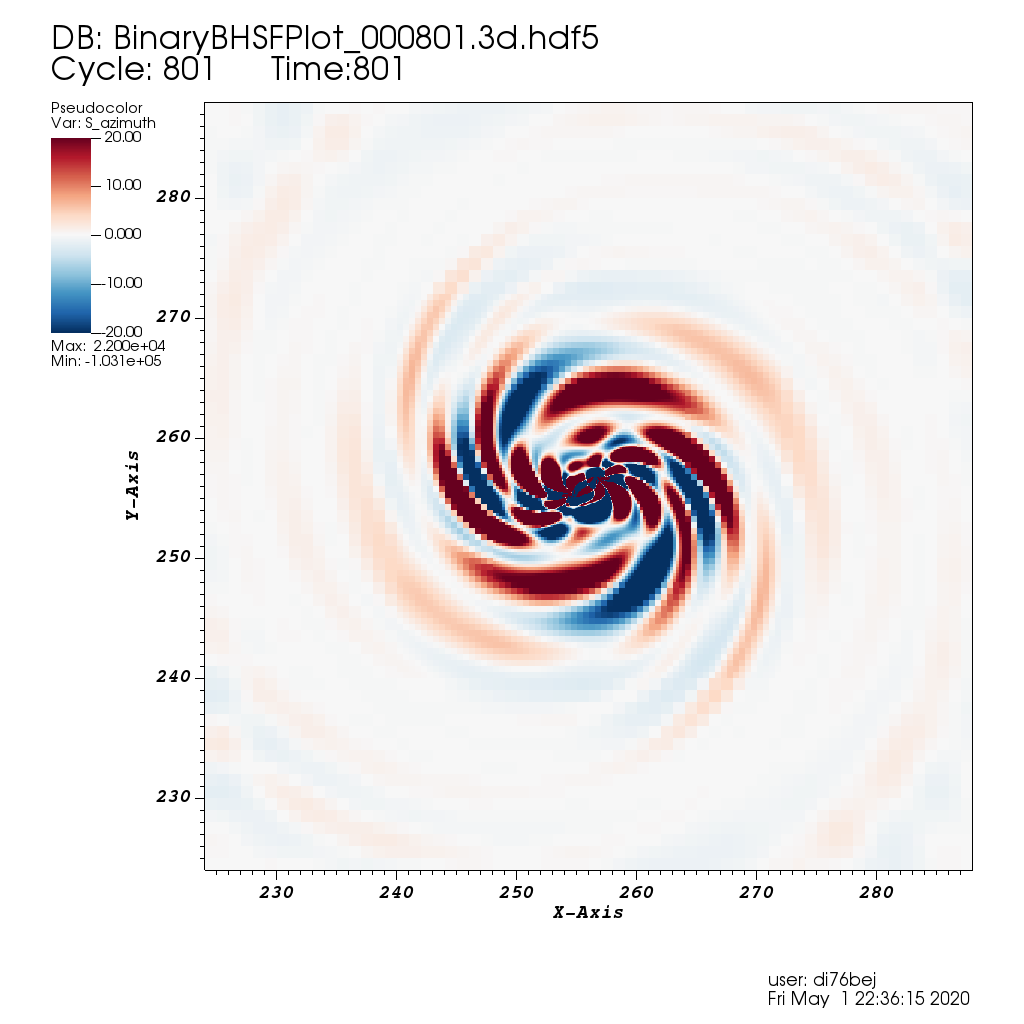 DB: BinaryBHSFPlot_000801.3d.hdf5
Cycle: 801 Time:801
Pseudocolor
Var: S_azimuth
20.00
10.00
0.000
-10.00
-20.00
Max: 2.200e+04
Min: -1.031e+05
280
270
260
250
240
230
Y-Axis
230 240 250 260 270 280
X-Axis
user: di76bej
Fri May 1 22:36:15 2020